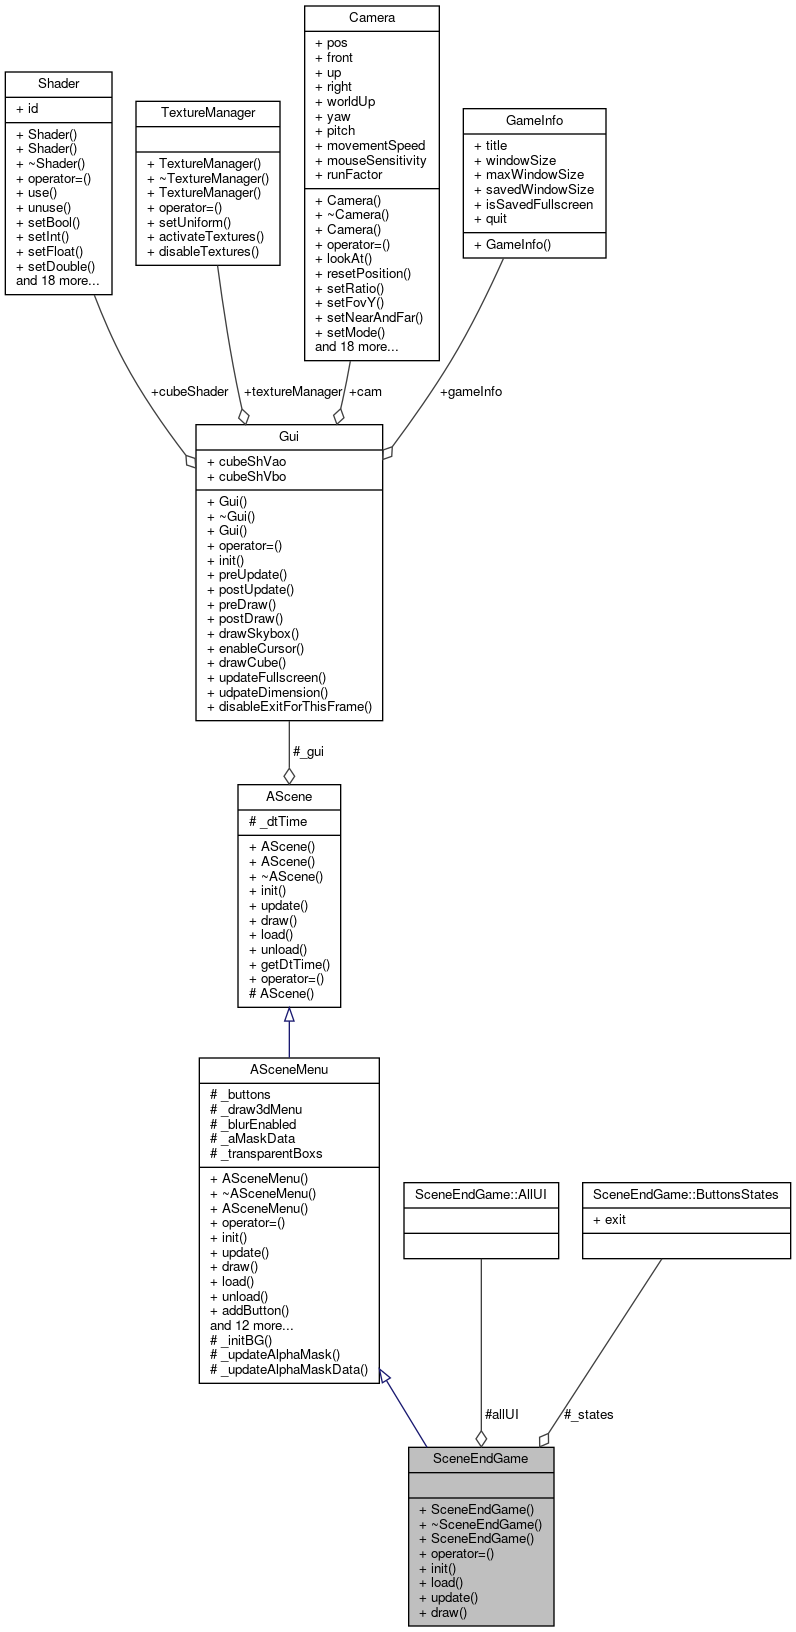 Camera
+ pos
+ front
+ up
+ right
+ worldUp
+ yaw
+ pitch
+ movementSpeed
+ mouseSensitivity
+ runFactor
+ Camera()
+ ~Camera()
+ Camera()
+ operator=()
+ lookAt()
+ resetPosition()
+ setRatio()
+ setFovY()
+ setNearAndFar()
+ setMode()
and 18 more...
Shader
+ id
+ Shader()
+ Shader()
+ ~Shader()
+ operator=()
+ use()
+ unuse()
+ setBool()
+ setInt()
+ setFloat()
+ setDouble()
and 18 more...
TextureManager
+ TextureManager()
+ ~TextureManager()
+ TextureManager()
+ operator=()
+ setUniform()
+ activateTextures()
+ disableTextures()
GameInfo
+ title
+ windowSize
+ maxWindowSize
+ savedWindowSize
+ isSavedFullscreen
+ quit
+ GameInfo()
+cubeShader
+textureManager
+cam
+gameInfo
Gui
+ cubeShVao
+ cubeShVbo
+ Gui()
+ ~Gui()
+ Gui()
+ operator=()
+ init()
+ preUpdate()
+ postUpdate()
+ preDraw()
+ postDraw()
+ drawSkybox()
+ enableCursor()
+ drawCube()
+ updateFullscreen()
+ udpateDimension()
+ disableExitForThisFrame()
#_gui
AScene
# _dtTime
+ AScene()
+ AScene()
+ ~AScene()
+ init()
+ update()
+ draw()
+ load()
+ unload()
+ getDtTime()
+ operator=()
# AScene()
ASceneMenu
# _buttons
# _draw3dMenu
# _blurEnabled
# _aMaskData
# _transparentBoxs
+ ASceneMenu()
+ ~ASceneMenu()
+ ASceneMenu()
+ operator=()
+ init()
+ update()
+ draw()
+ load()
+ unload()
+ addButton()
and 12 more...
# _initBG()
# _updateAlphaMask()
# _updateAlphaMaskData()
SceneEndGame::AllUI
SceneEndGame::ButtonsStates
+ exit
#allUI
#_states
SceneEndGame
+ SceneEndGame()
+ ~SceneEndGame()
+ SceneEndGame()
+ operator=()
+ init()
+ load()
+ update()
+ draw()